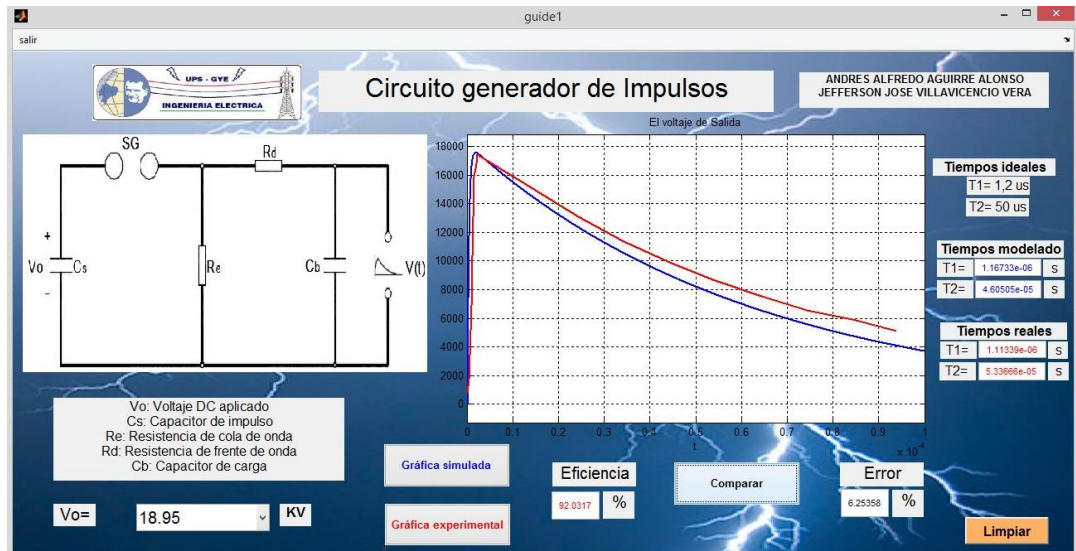 guide1
salir
UPS - GYE
INGENIERIA ELECTRICA
Circuito generador de Impulsos
ANDRES ALFREDO AGUIRRE ALONSO
JEFFERSON JOSE VILLAVICENCIO VERA
SG
Rd
+
Vo
-
Cs
Re
Cb
V(t)
El voltaje de Salida
18000
16000
14000
12000
10000
8000
6000
4000
2000
0
0 0.1 0.2 0.3 0.4 0.5 0.6 0.7 0.8 0.9 1
t
x 10^-4
Tiempos ideales
T1= 1,2 us
T2= 50 us
Tiempos modelado
T1= 1.16733e-06 S
T2= 4.60505e-05 S
Tiempos reales
T1= 1.11339e-06 S
T2= 5.33666e-05 S
Vo: Voltaje DC aplicado
Cs: Capacitor de impulso
Re: Resistencia de cola de onda
Rd: Resistencia de frente de onda
Cb: Capacitor de carga
Vo= 18.95 KV
Gráfica simulada
Gráfica experimental
Eficiencia
92.0317 %
Comparar
Error
6.25358 %
Limpiar